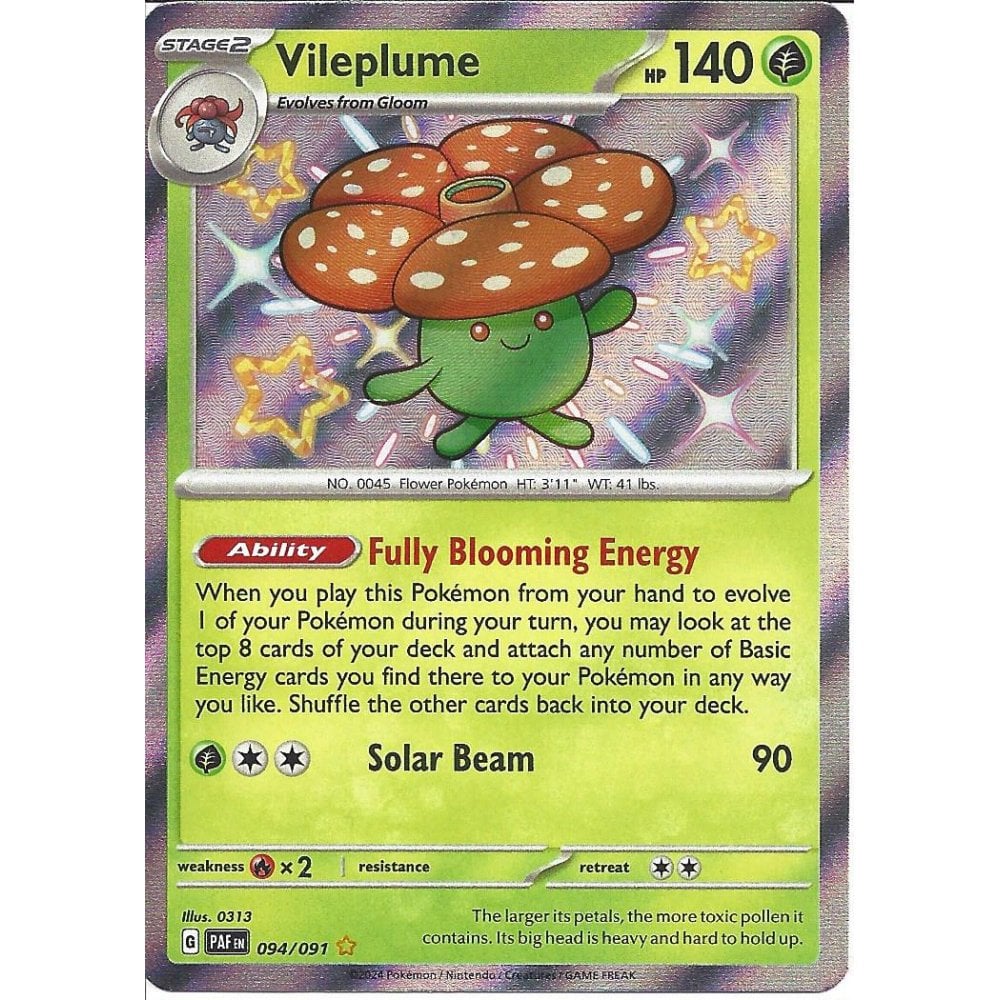 STAGE2
Vileplume
HP 140
Evolves from Gloom
NO. 0045 Flower Pokémon HT: 3'11" WT: 41 lbs.
Ability Fully Blooming Energy
When you play this Pokémon from your hand to evolve
1 of your Pokémon during your turn, you may look at the
top 8 cards of your deck and attach any number of Basic
Energy cards you find there to your Pokémon in any way
you like. Shuffle the other cards back into your deck.
Solar Beam 90
weakness ×2 resistance retreat
Illus. 0313
The larger its petals, the more toxic pollen it
contains. Its big head is heavy and hard to hold up.
G PAF EN 094/091
©2024 Pokémon / Nintendo / Creatures / GAME FREAK